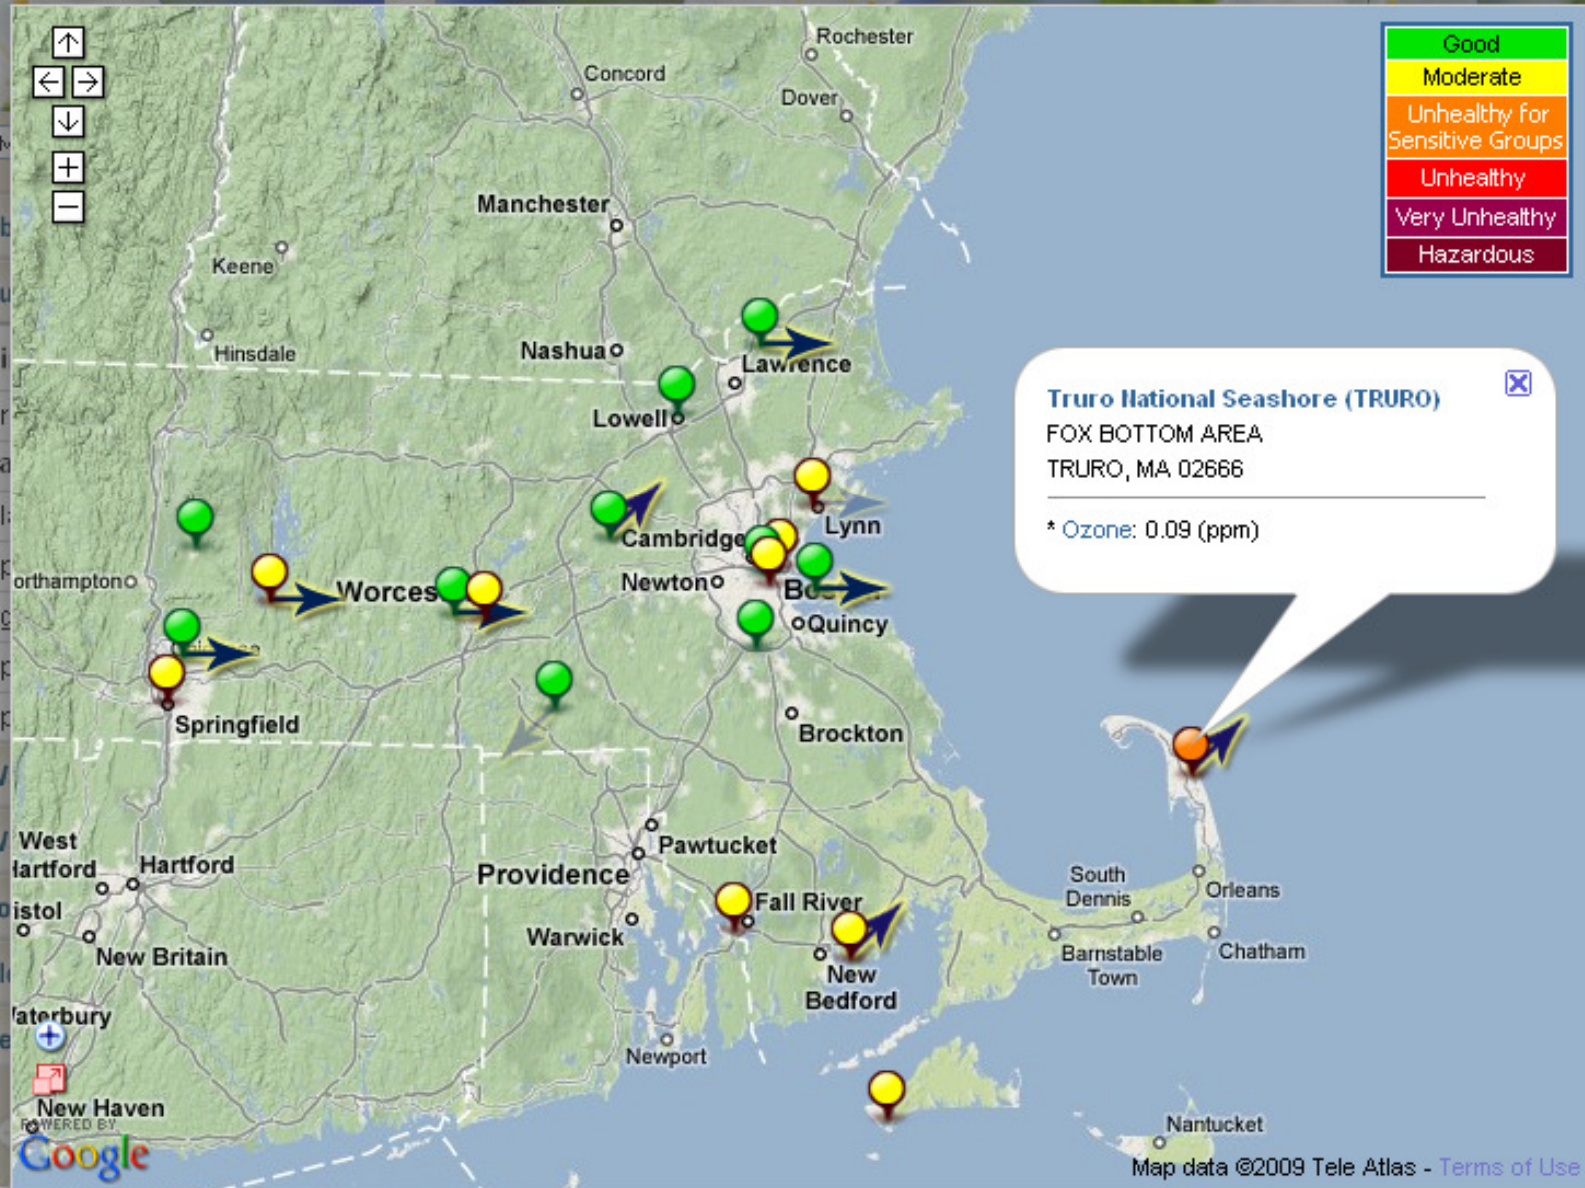 Rochester
Concord
Dover
Good
Moderate
Unhealthy for
Sensitive Groups
Unhealthy
Very Unhealthy
Hazardous
Manchester
Keene
Hinsdale
Nashua
Lawrence
Lowell
Truro National Seashore (TRURO)
FOX BOTTOM AREA
TRURO, MA 02666
* Ozone: 0.09 (ppm)
Lynn
Cambridge
orthampton
Worces
Newton
Bo
Quincy
Springfield
Brockton
West
Hartford
Hartford
Pawtucket
Providence
istol
New Britain
Warwick
Fall River
New
Bedford
South
Dennis
Orleans
Barnstable
Town
Chatham
aterbury
Newport
New Haven
POWERED BY
Google
Nantucket
Map data ©2009 Tele Atlas - Terms of Use